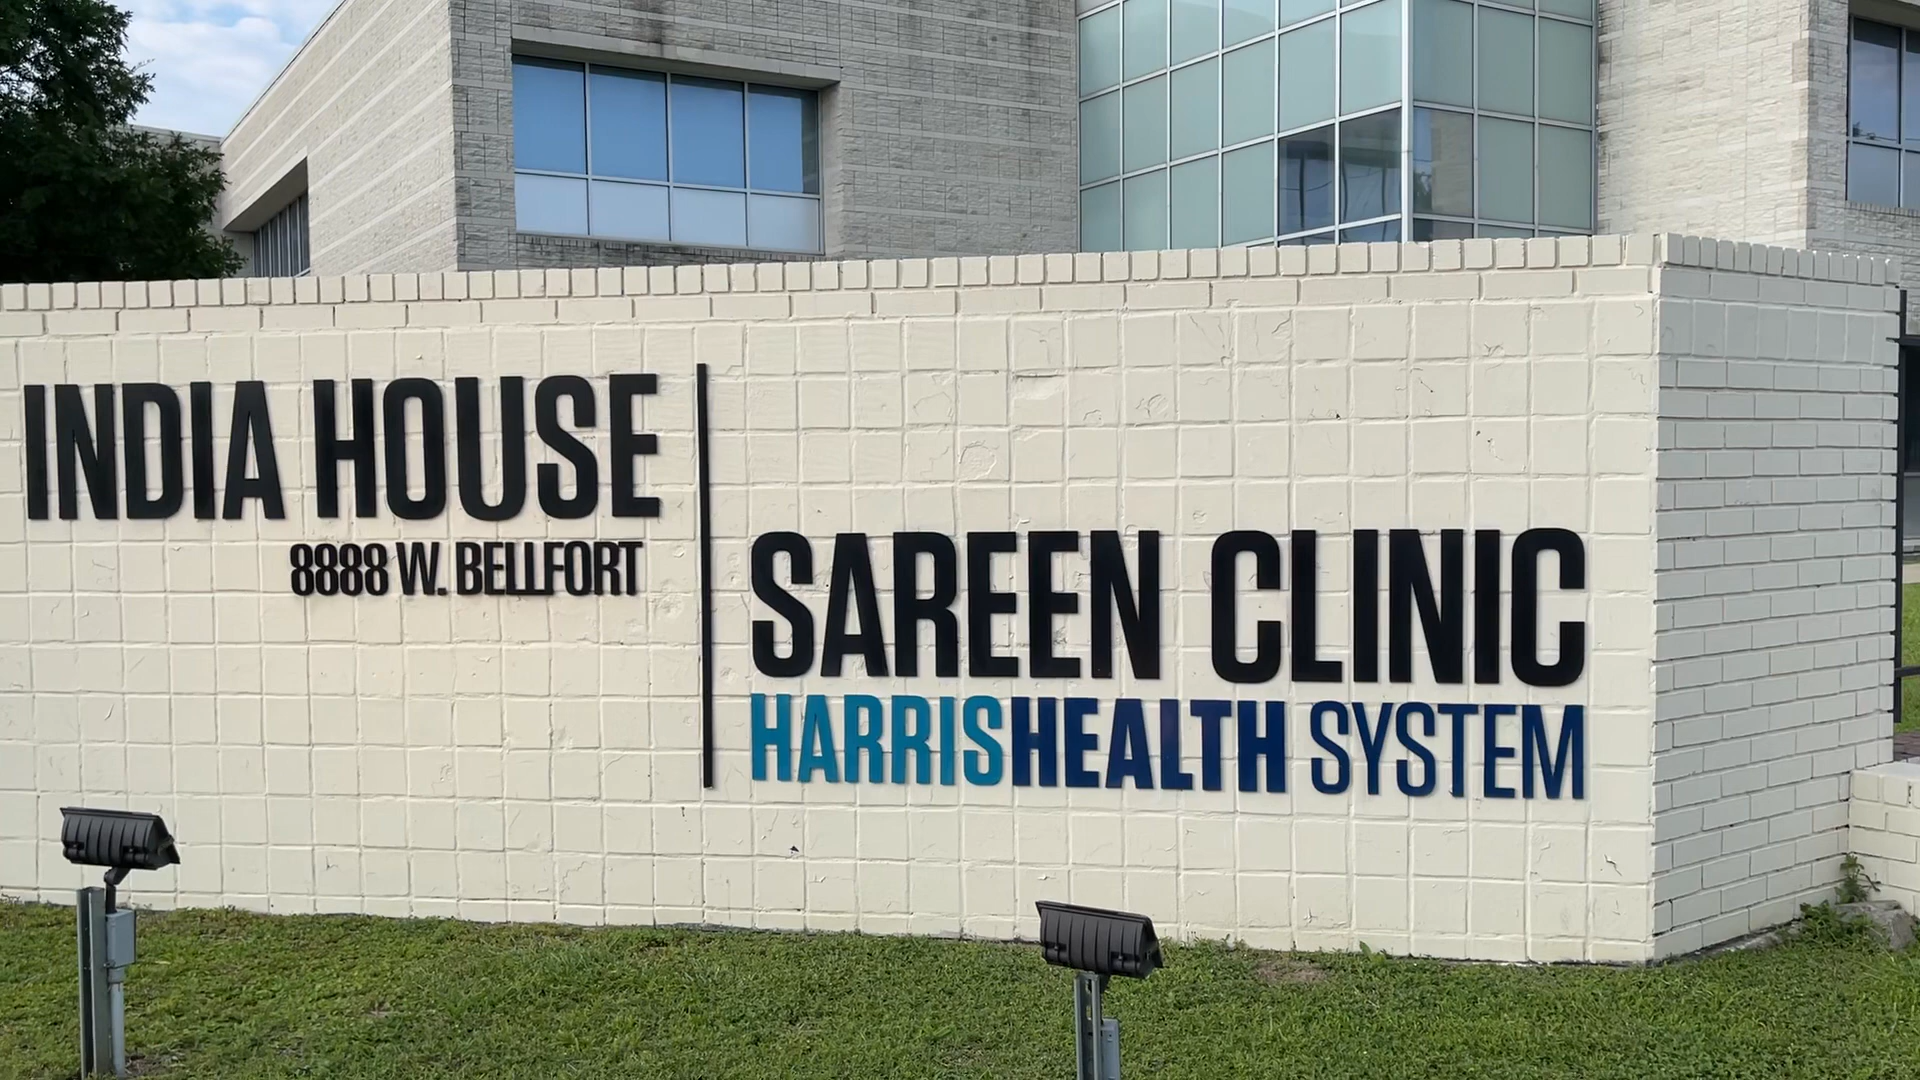 INDIA HOUSE
8888 W. BELLFORT
SAREEN CLINIC
HARRISHEALTH SYSTEM